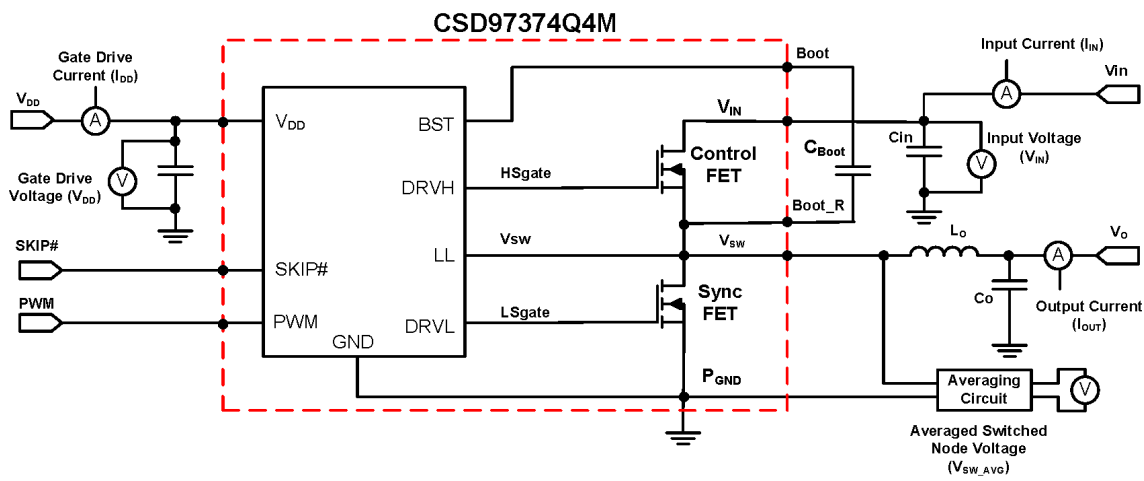 CSD97374Q4M
Gate Drive
Current (IDD)
VDD
A
V
Gate Drive
Voltage (VDD)
SKIP#
PWM
VDD
SKIP#
PWM
GND
BST
DRVH
LL
DRVL
HSgate
Vsw
LSgate
Control
FET
Sync
FET
VIN
VSW
PGND
Boot
CBoot
Boot_R
Input Current (IIN)
A
Vin
Cin
V
Input Voltage
(VIN)
LO
VO
A
Co
Output Current
(IOUT)
Averaging
Circuit
V
Averaged Switched
Node Voltage
(VSW_AVG)